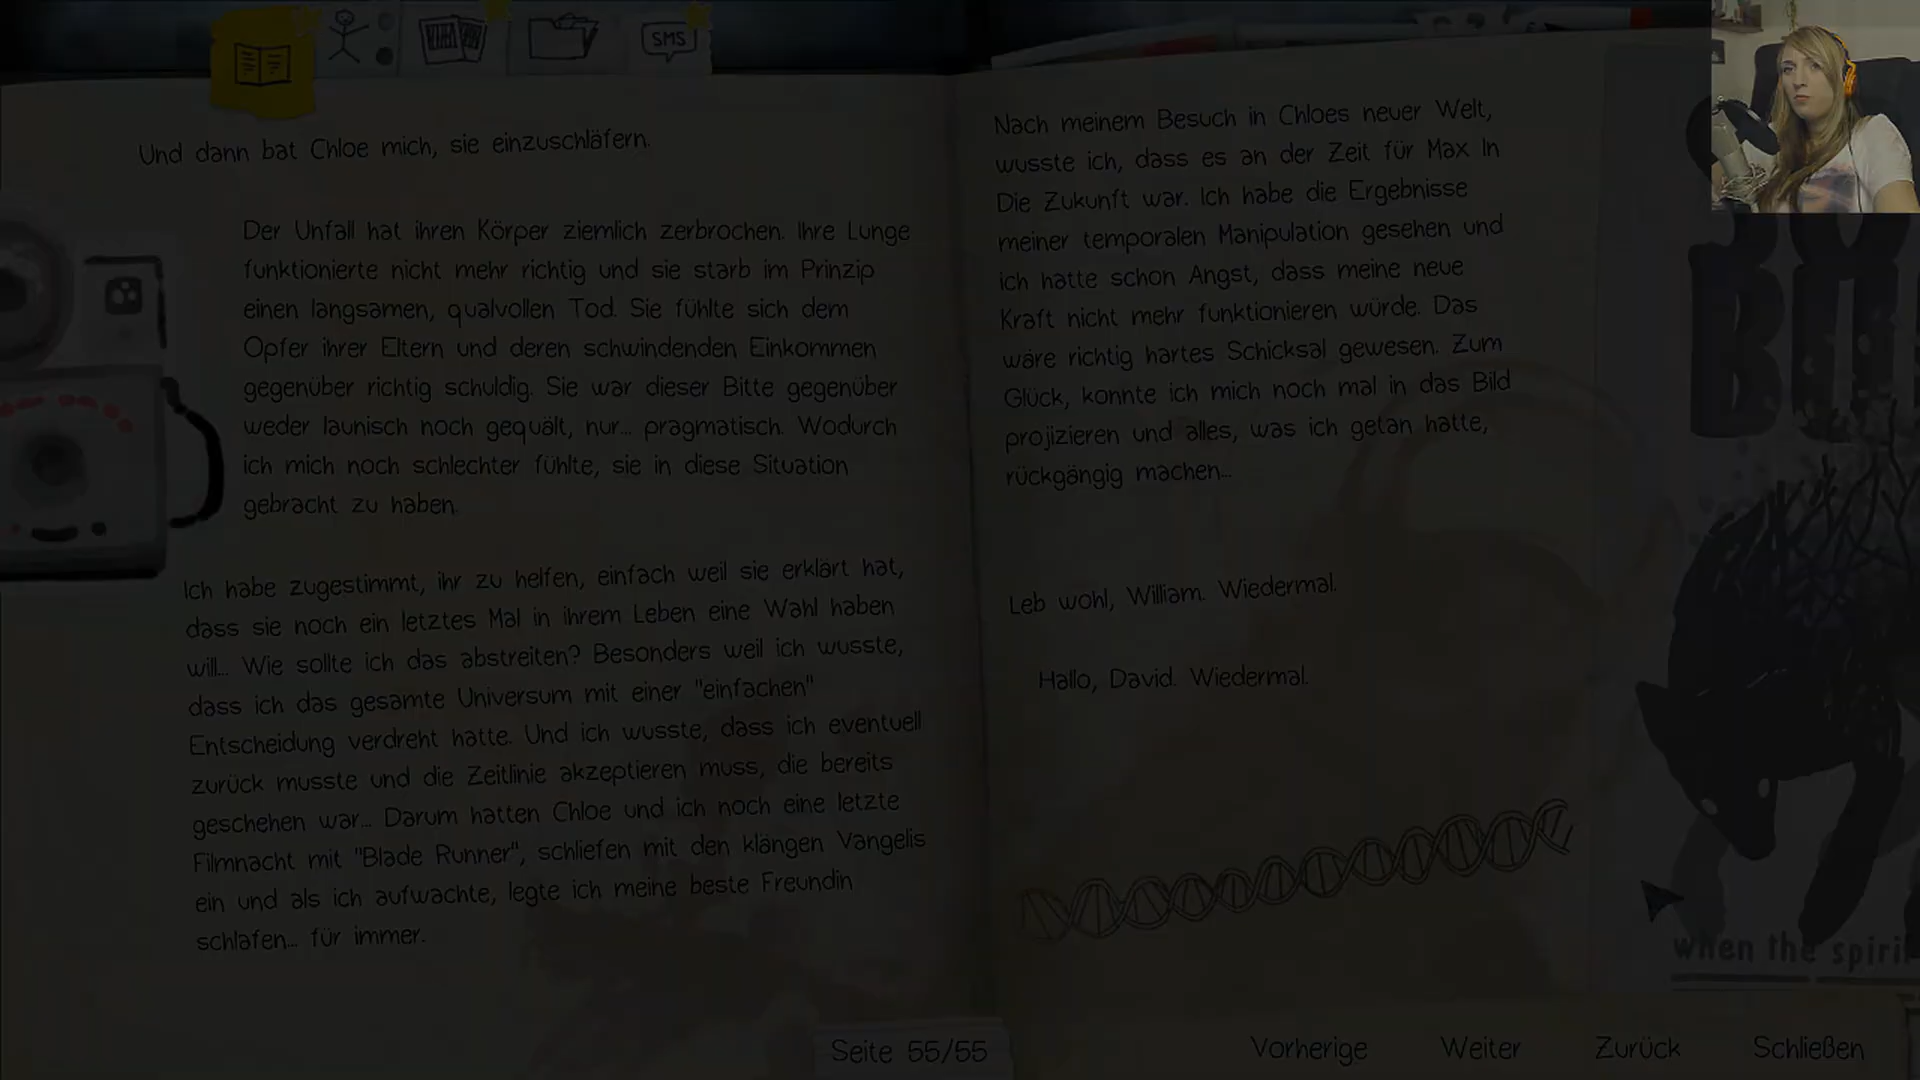 SMS
Und dann bat Chloe mich, sie einzuschläfern.
Der Unfall hat ihren Körper ziemlich zerbrochen. Ihre Lunge
funktionierte nicht mehr richtig und sie starb im Prinzip
einen langsamen, qualvollen Tod. Sie fühlte sich dem
Opfer ihrer Eltern und deren schwindenden Einkommen
gegenüber richtig schuldig. Sie war dieser Bitte gegenüber
weder launisch noch gequält, nur... pragmatisch. Wodurch
ich mich noch schlechter fühlte, sie in diese Situation
gebracht zu haben.
Ich habe zugestimmt, ihr zu helfen, einfach weil sie erklärt hat,
dass sie noch ein letztes Mal in ihrem Leben eine Wahl haben
will... Wie sollte ich das abstreiten? Besonders weil ich wusste,
dass ich das gesamte Universum mit einer "einfachen"
Entscheidung verdreht hatte. Und ich wusste, dass ich eventuell
zurück musste und die Zeitlinie akzeptieren muss, die bereits
geschehen war... Darum hatten Chloe und ich noch eine letzte
Filmnacht mit "Blade Runner", schliefen mit den klängen Vangelis
ein und als ich aufwachte, legte ich meine beste Freundin
schlafen... für immer.
Nach meinem Besuch in Chloes neuer Welt,
wusste ich, dass es an der Zeit für Max In
Die Zukunft war. Ich habe die Ergebnisse
meiner temporalen Manipulation gesehen und
ich hatte schon Angst, dass meine neue
Kraft nicht mehr funktionieren würde. Das
wäre richtig hartes Schicksal gewesen. Zum
Glück, konnte ich mich noch mal in das Bild
projizieren und alles, was ich getan hatte,
rückgängig machen...
Leb wohl, William. Wiedermal.
Hallo, David. Wiedermal.
when the spiri
Seite 55/55
Vorherige
Weiter
Zurück
Schließen